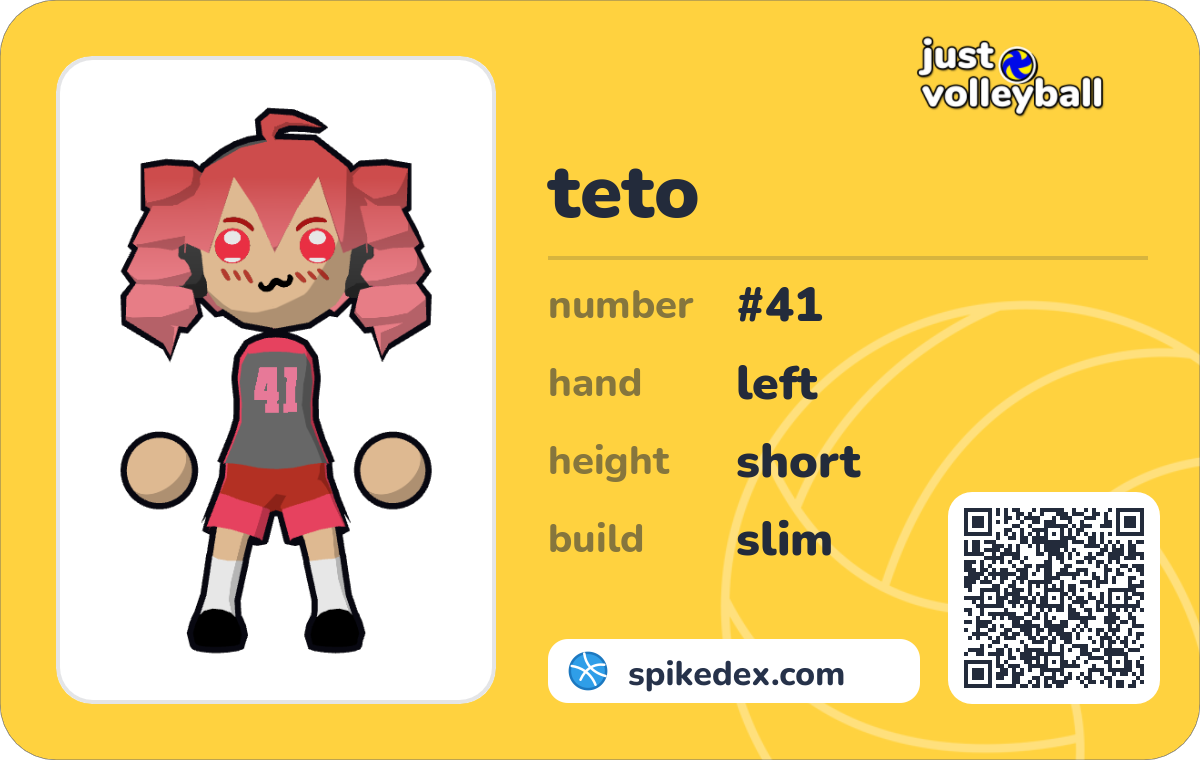 just
volleyball
teto
number #41
hand left
height short
build slim
41
spikedex.com